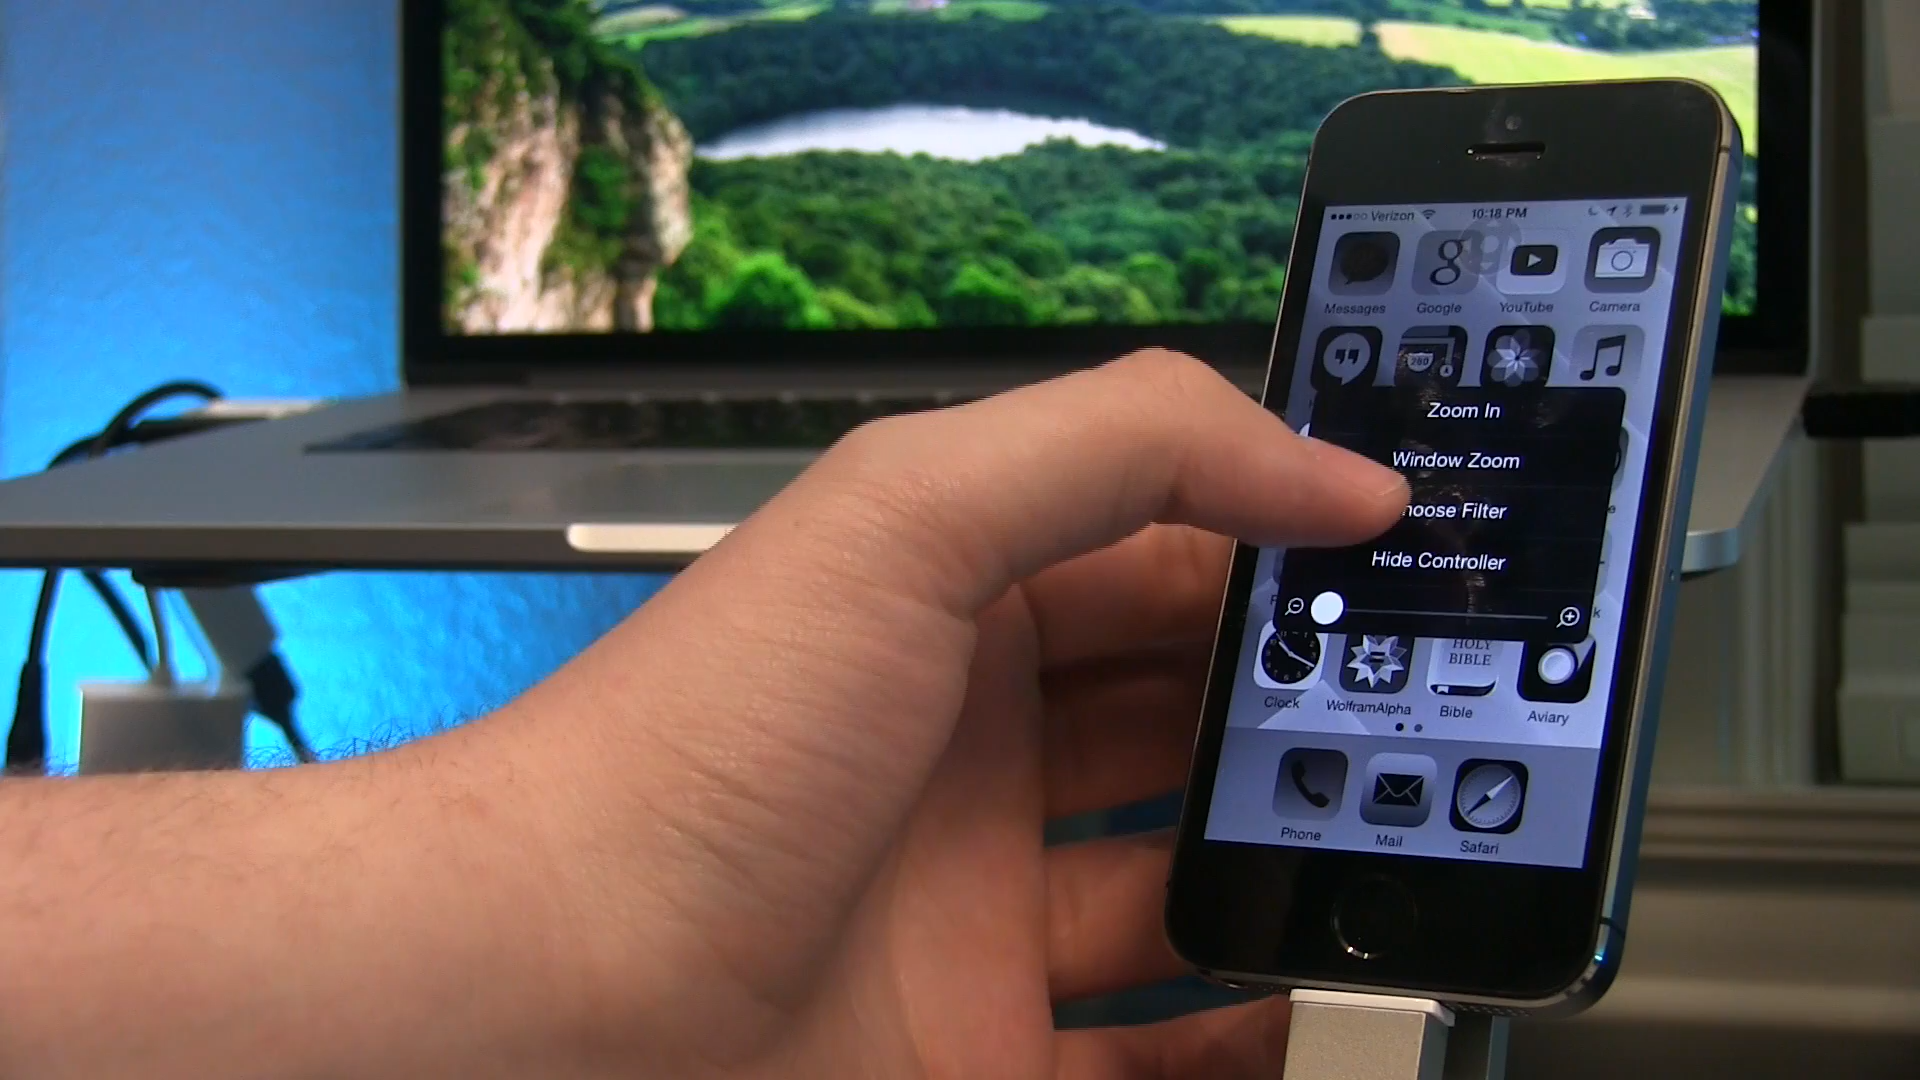 Verizon 10:18 PM
Messages Google YouTube Camera
Zoom In
Window Zoom
hoose Filter
Hide Controller
HOLY
BIBLE
Clock WolframAlpha Bible Aviary
Phone Mail Safari